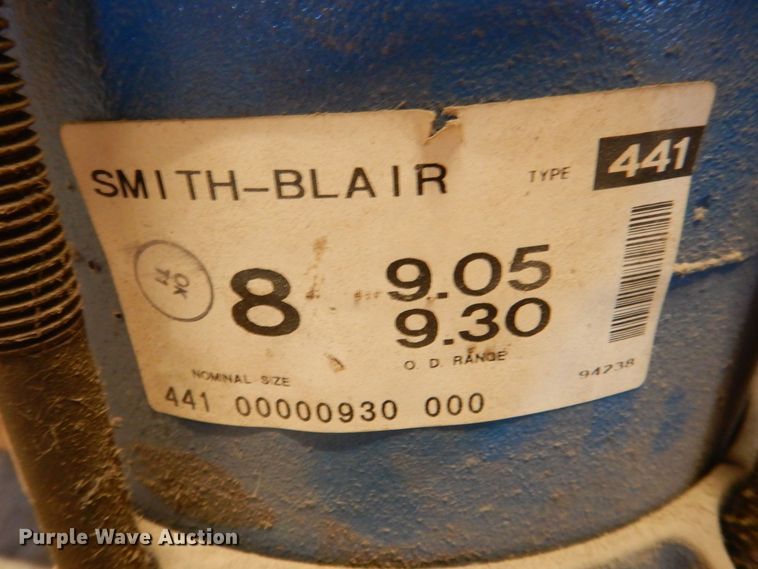 SMITH-BLAIR TYPE 441
OK
8 9.05
9.30
NOMINAL SIZE O. D. RANGE
94238
441 00000930 000
Purple Wave Auction